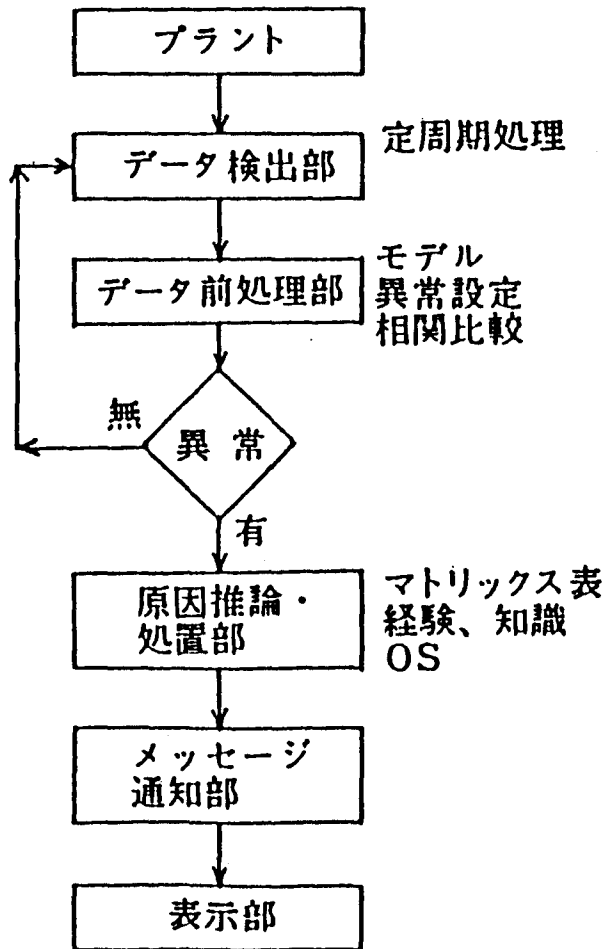 プラント
データ検出部
定周期処理
データ前処理部
モデル
異常設定
相関比較
無
異常
有
原因推論・
処置部
マトリックス表
経験、知識
OS
メッセージ
通知部
表示部